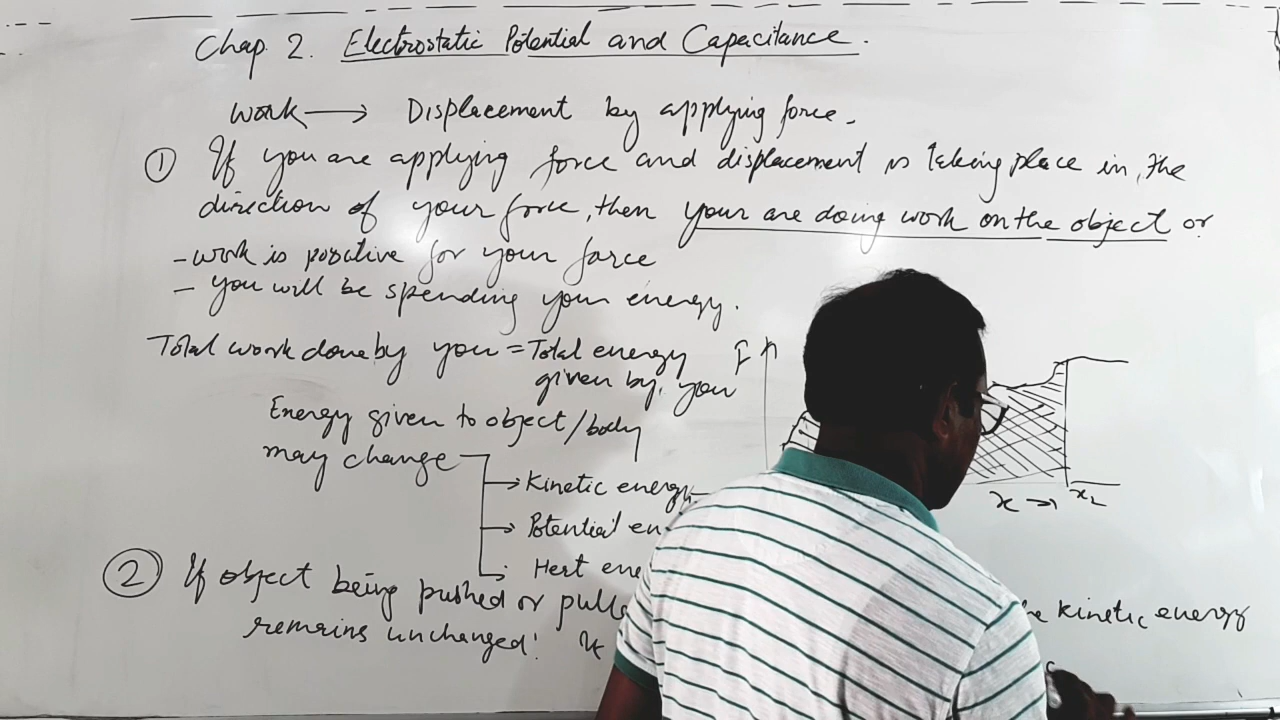 Chap. 2. Electrostatic Potential and Capacitance.
work → Displacement by applying force.
① If you are applying force and displacement is taking place in the
direction of your force, then your are doing work on the object or
- work is positive for your force
- you will be spending your energy.
Total work done by you = Total energy
given by you
F
Energy given to object/body
may change
→ Kinetic energy
x → x2
→ Potential en
Heat ene
② If object being pushed or pulle
kinetic energy
remains unchanged! If